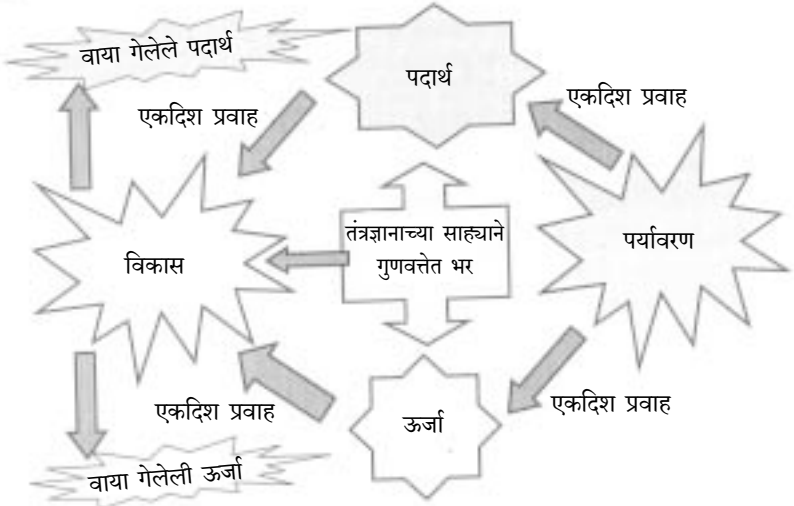 वाया गेलेले पदार्थ
पदार्थ
एकदिश प्रवाह
एकदिश प्रवाह
तंत्रज्ञानाच्या साह्याने
गुणवत्तेत भर
पर्यावरण
विकास
एकदिश प्रवाह
एकदिश प्रवाह
ऊर्जा
वाया गेलेली ऊर्जा